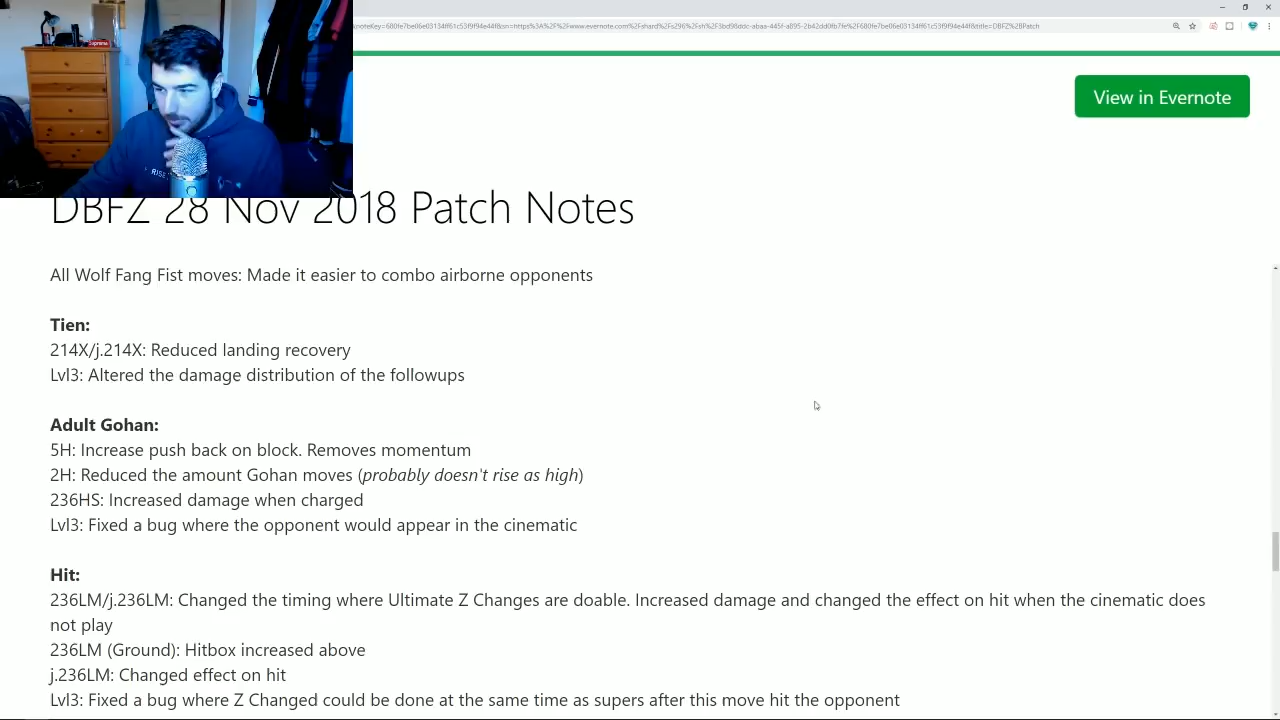 View in Evernote
DBFZ 28 Nov 2018 Patch Notes
All Wolf Fang Fist moves: Made it easier to combo airborne opponents
Tien:
214X/j.214X: Reduced landing recovery
Lvl3: Altered the damage distribution of the followups
Adult Gohan:
5H: Increase push back on block. Removes momentum
2H: Reduced the amount Gohan moves (probably doesn't rise as high)
236HS: Increased damage when charged
Lvl3: Fixed a bug where the opponent would appear in the cinematic
Hit:
236LM/j.236LM: Changed the timing where Ultimate Z Changes are doable. Increased damage and changed the effect on hit when the cinematic does
not play
236LM (Ground): Hitbox increased above
j.236LM: Changed effect on hit
Lvl3: Fixed a bug where Z Changed could be done at the same time as supers after this move hit the opponent